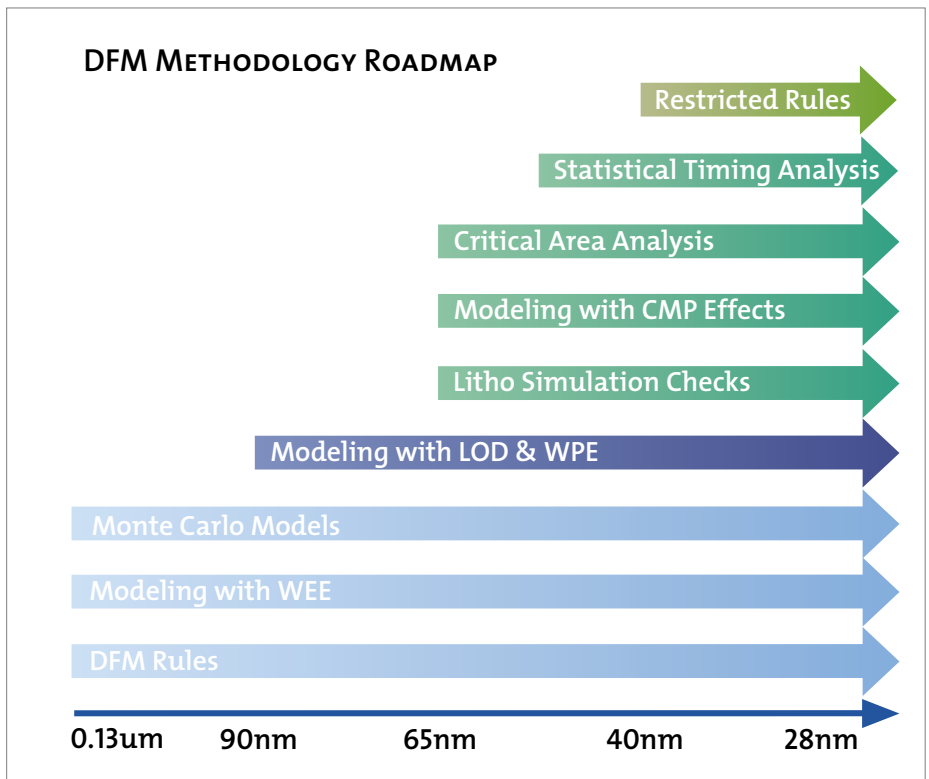 DFM Methodology Roadmap
Restricted Rules
Statistical Timing Analysis
Critical Area Analysis
Modeling with CMP Effects
Litho Simulation Checks
Modeling with LOD & WPE
Monte Carlo Models
Modeling with WEE
DFM Rules
0.13um 90nm 65nm 40nm 28nm